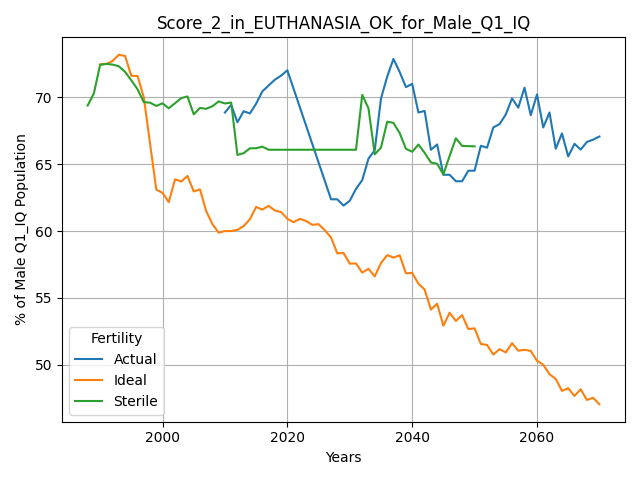 Score_2_in_EUTHANASIA_OK_for_Male_Q1_IQ
% of Male Q1_IQ Population
70
65
60
55
50
Fertility
Actual
Ideal
Sterile
2000 2020 2040 2060
Years